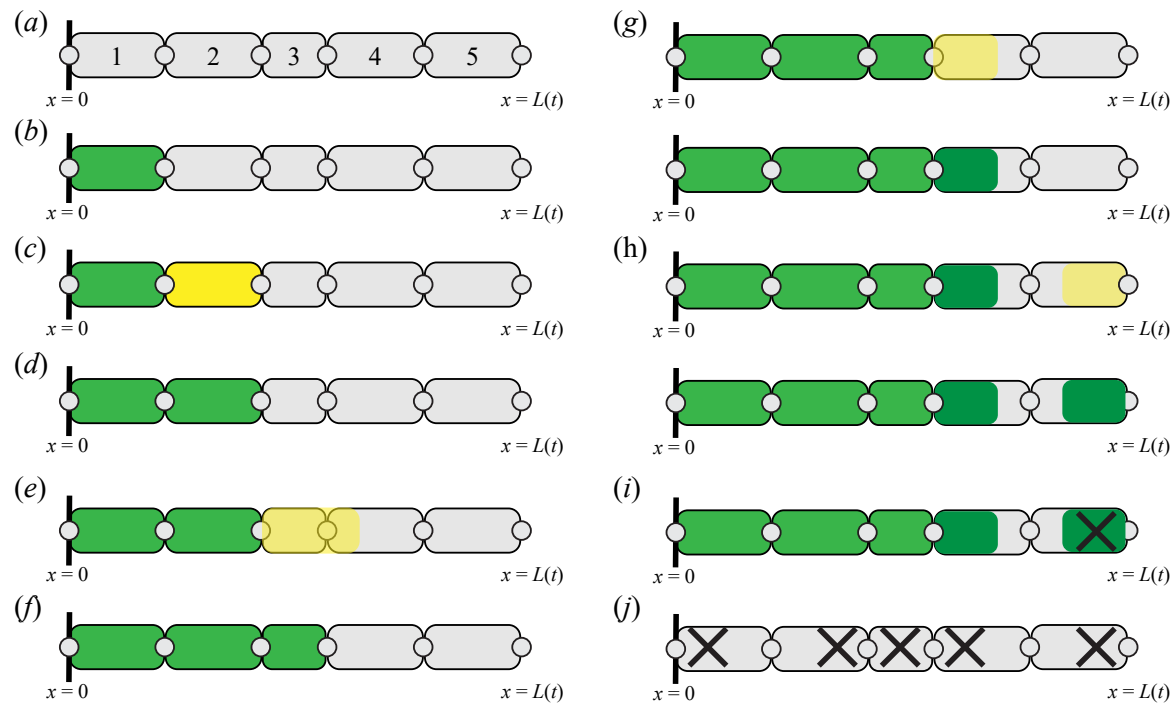 (a)
1 2 3 4 5
x = 0 x = L(t)
(b)
x = 0 x = L(t)
(c)
x = 0 x = L(t)
(d)
x = 0 x = L(t)
(e)
x = 0 x = L(t)
(f)
x = 0 x = L(t)
(g)
x = 0 x = L(t)
x = 0 x = L(t)
(h)
x = 0 x = L(t)
x = 0 x = L(t)
(i)
x = 0 x = L(t)
(j)
x = 0 x = L(t)